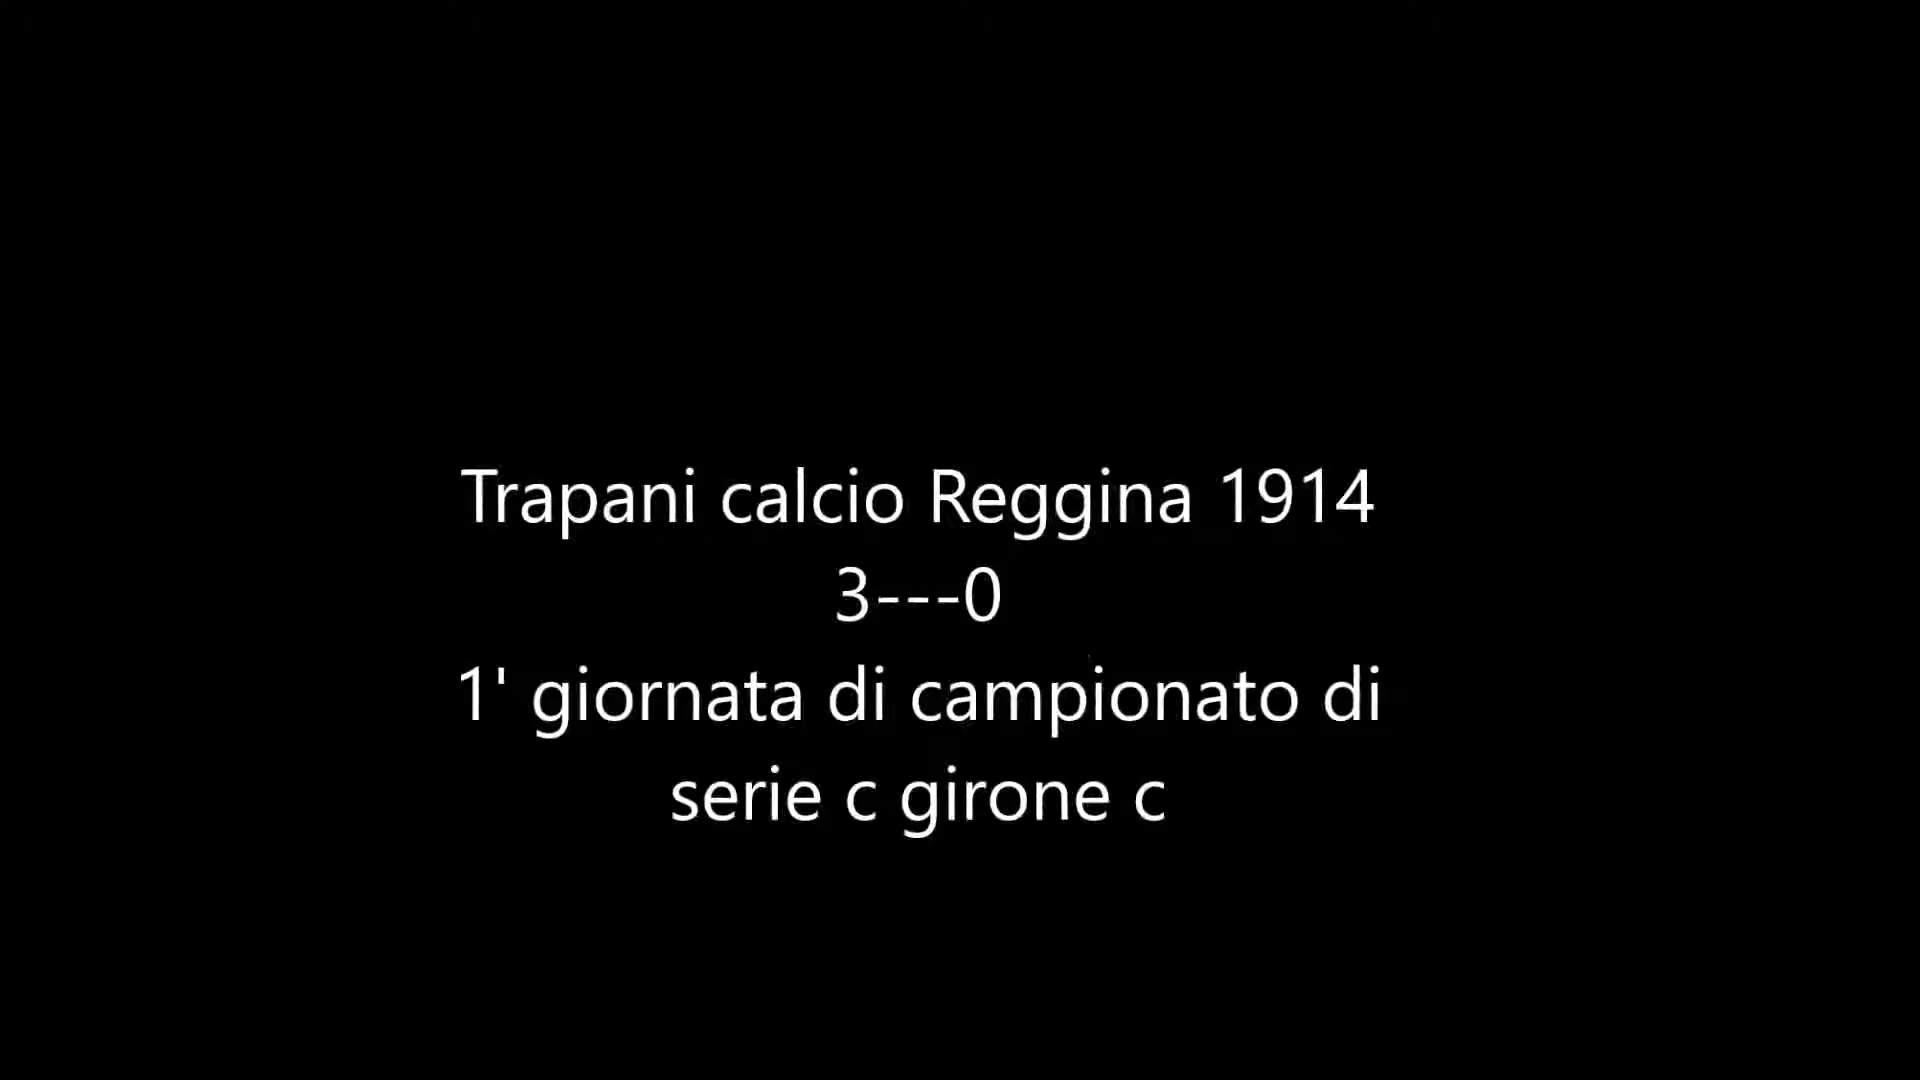 Trapani calcio Reggina 1914
3---0
1' giornata di campionato di
serie c girone c